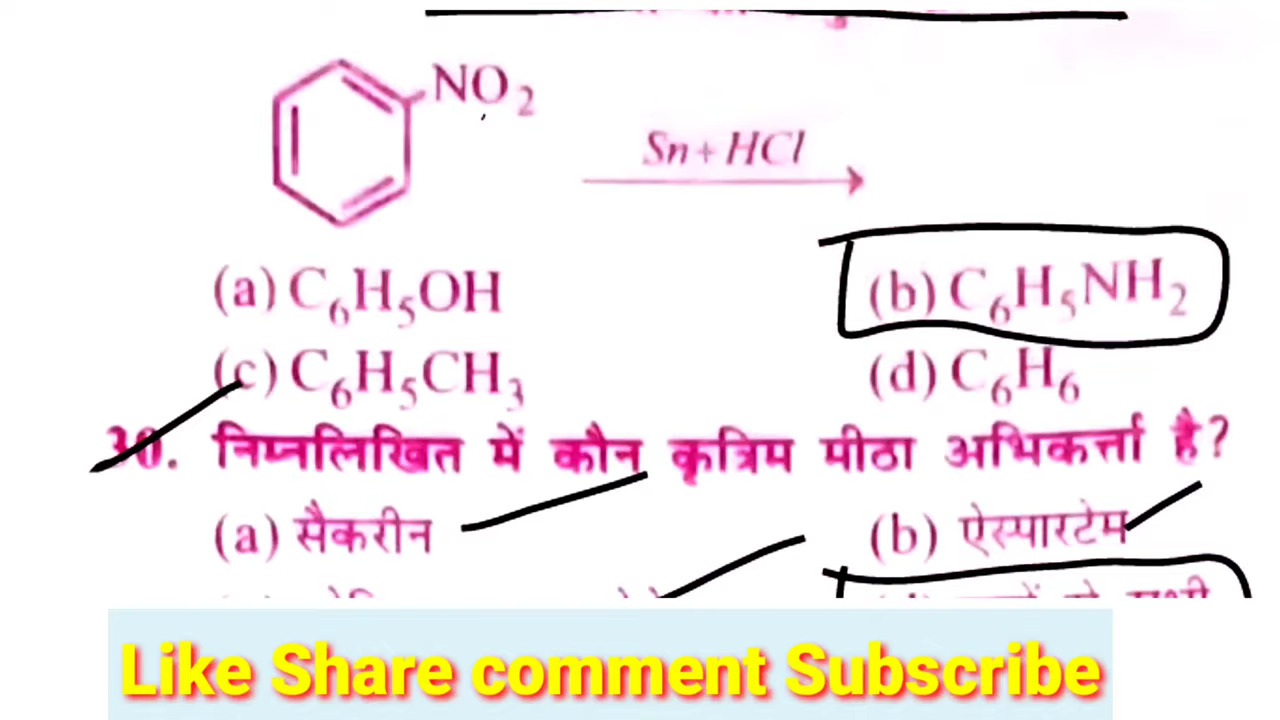 NO2
Sn + HCl
(a) C6H5OH (b) C6H5NH2
(c) C6H5CH3 (d) C6H6
30. निम्नलिखित में कौन कृत्रिम मीठा अभिकर्त्ता है?
(a) सैकरीन (b) ऐस्पारटेम
Like Share comment Subscribe